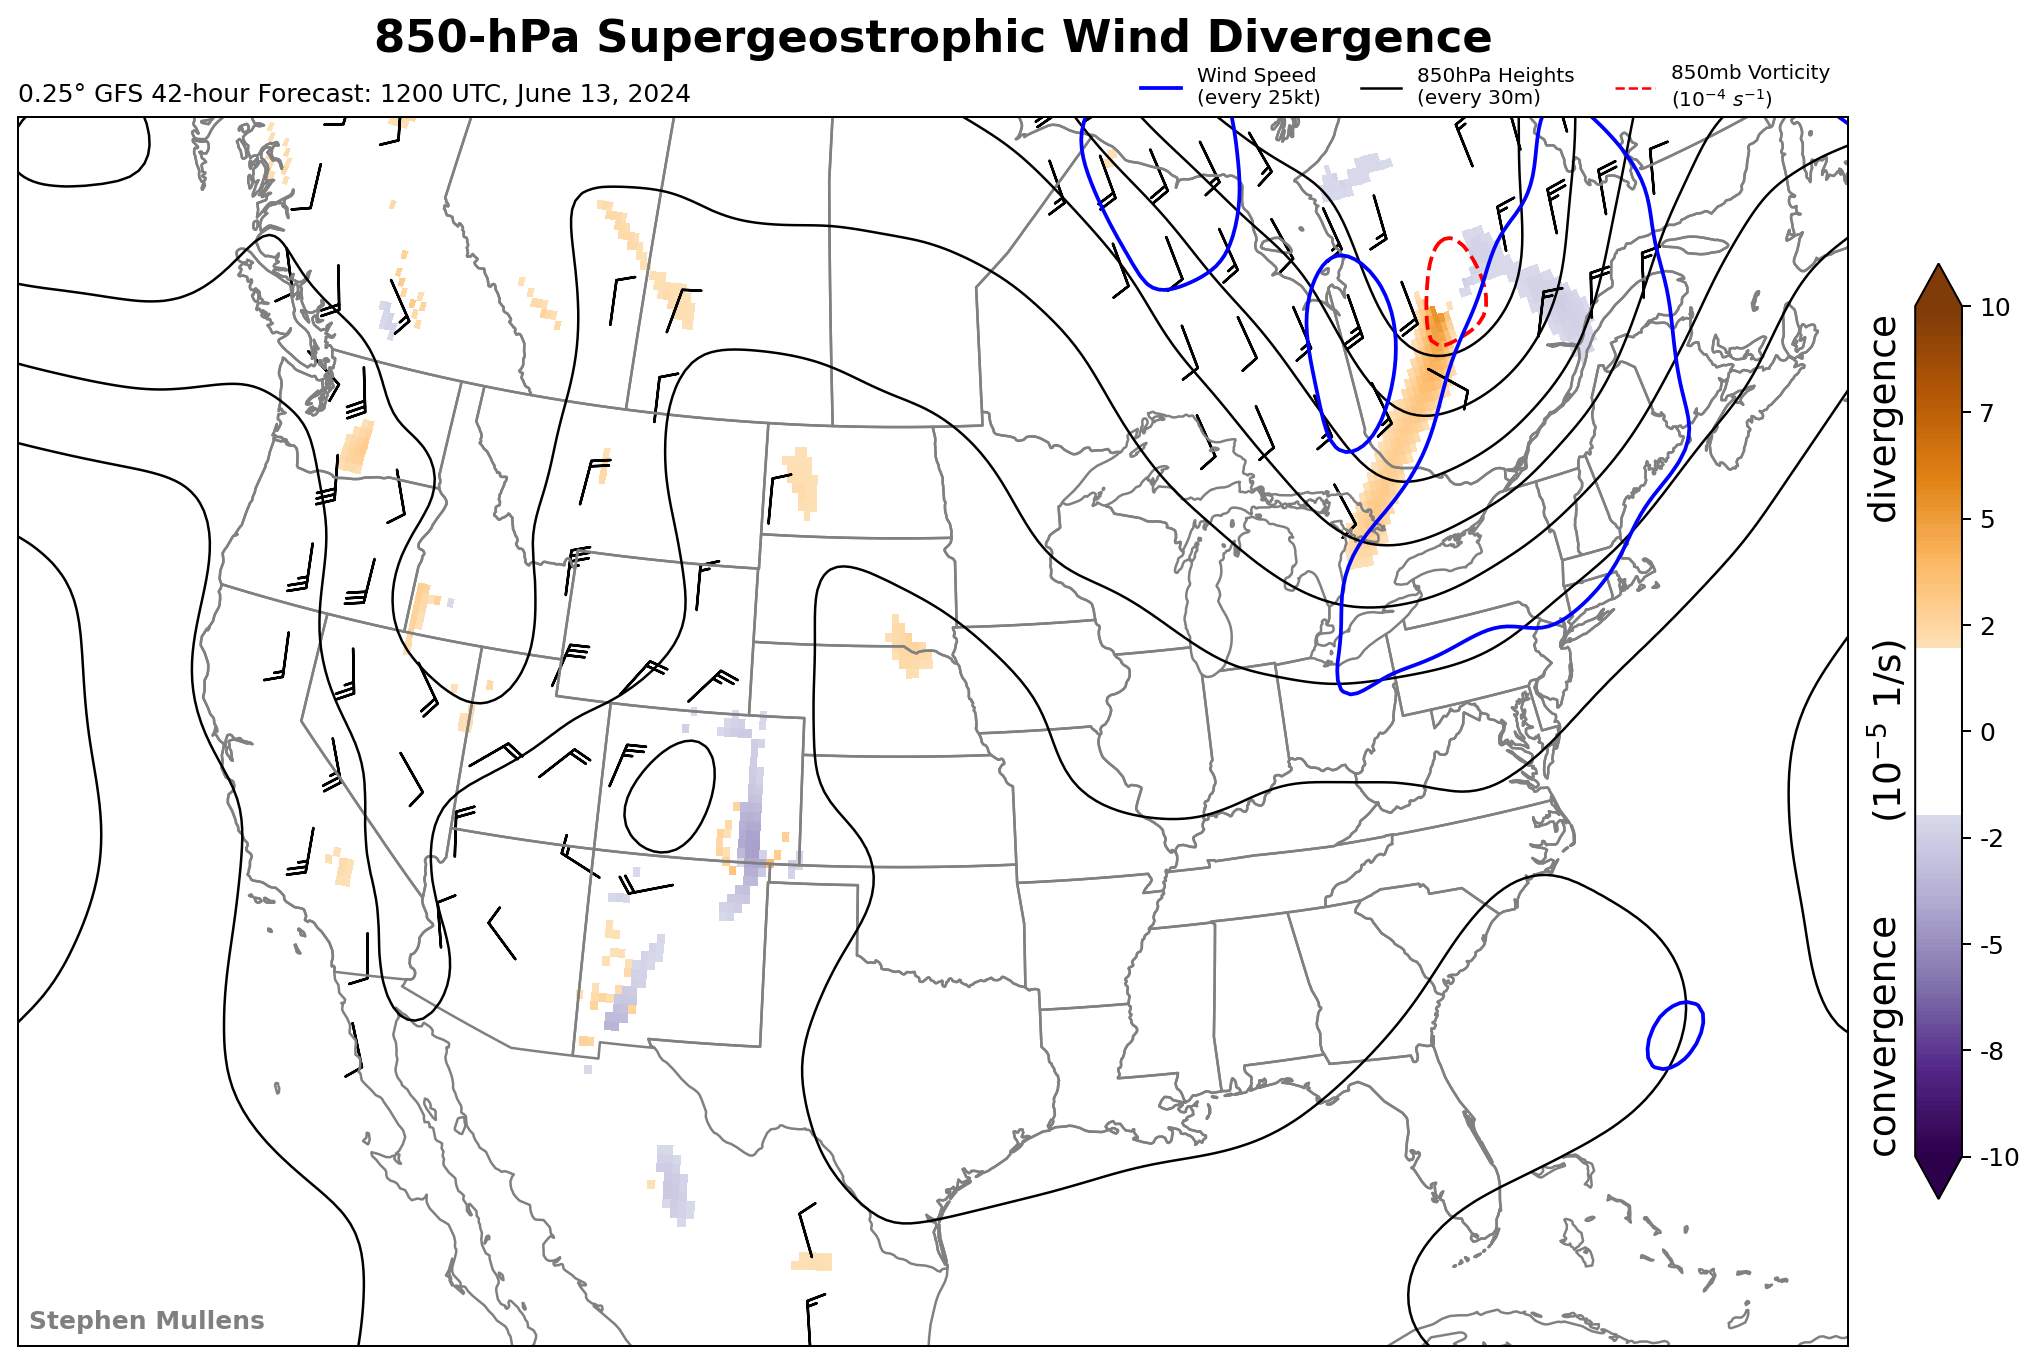 850-hPa Supergeostrophic Wind Divergence
0.25° GFS 42-hour Forecast: 1200 UTC, June 13, 2024
Wind Speed
(every 25kt)
850hPa Heights
(every 30m)
850mb Vorticity
(10⁻⁴ s⁻¹)
convergence (10⁻⁵ 1/s) divergence
10
7
5
2
0
-2
-5
-8
-10
Stephen Mullens